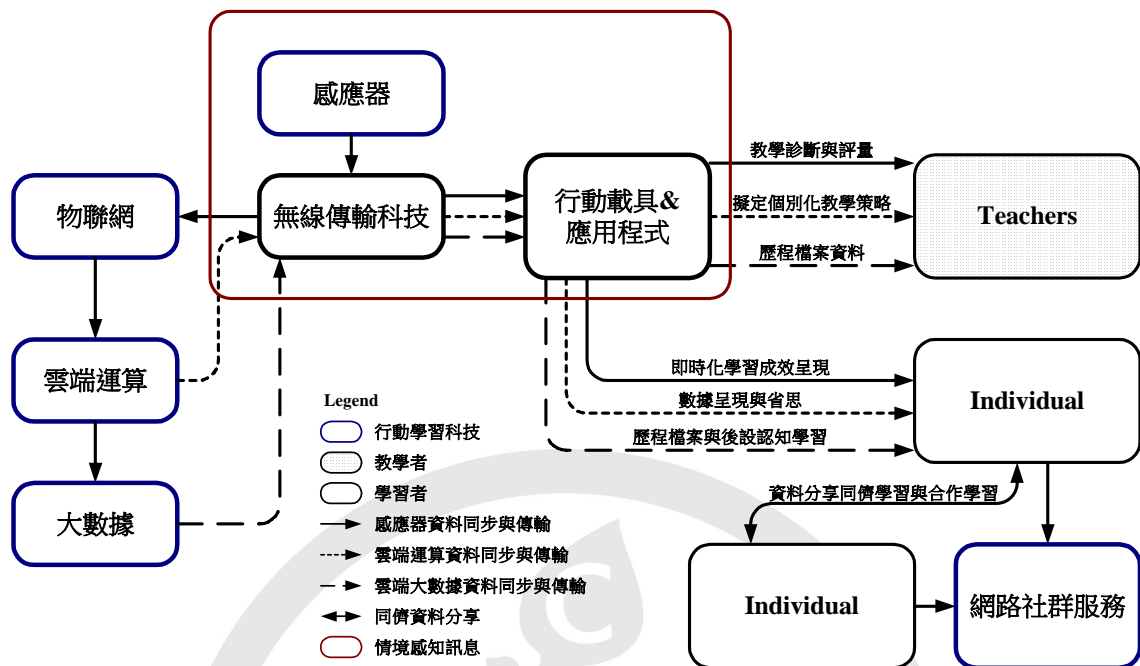 感應器
物聯網
無線傳輸科技
行動載具&
應用程式
教學診斷與評量
擬定個別化教學策略
歷程檔案資料
Teachers
雲端運算
大數據
即時化學習成效呈現
數據呈現與省思
歷程檔案與後設認知學習
Individual
資料分享同儕學習與合作學習
Individual
網路社群服務
Legend
行動學習科技
教學者
學習者
感應器資料同步與傳輸
雲端運算資料同步與傳輸
雲端大數據資料同步與傳輸
同儕資料分享
情境感知訊息
C